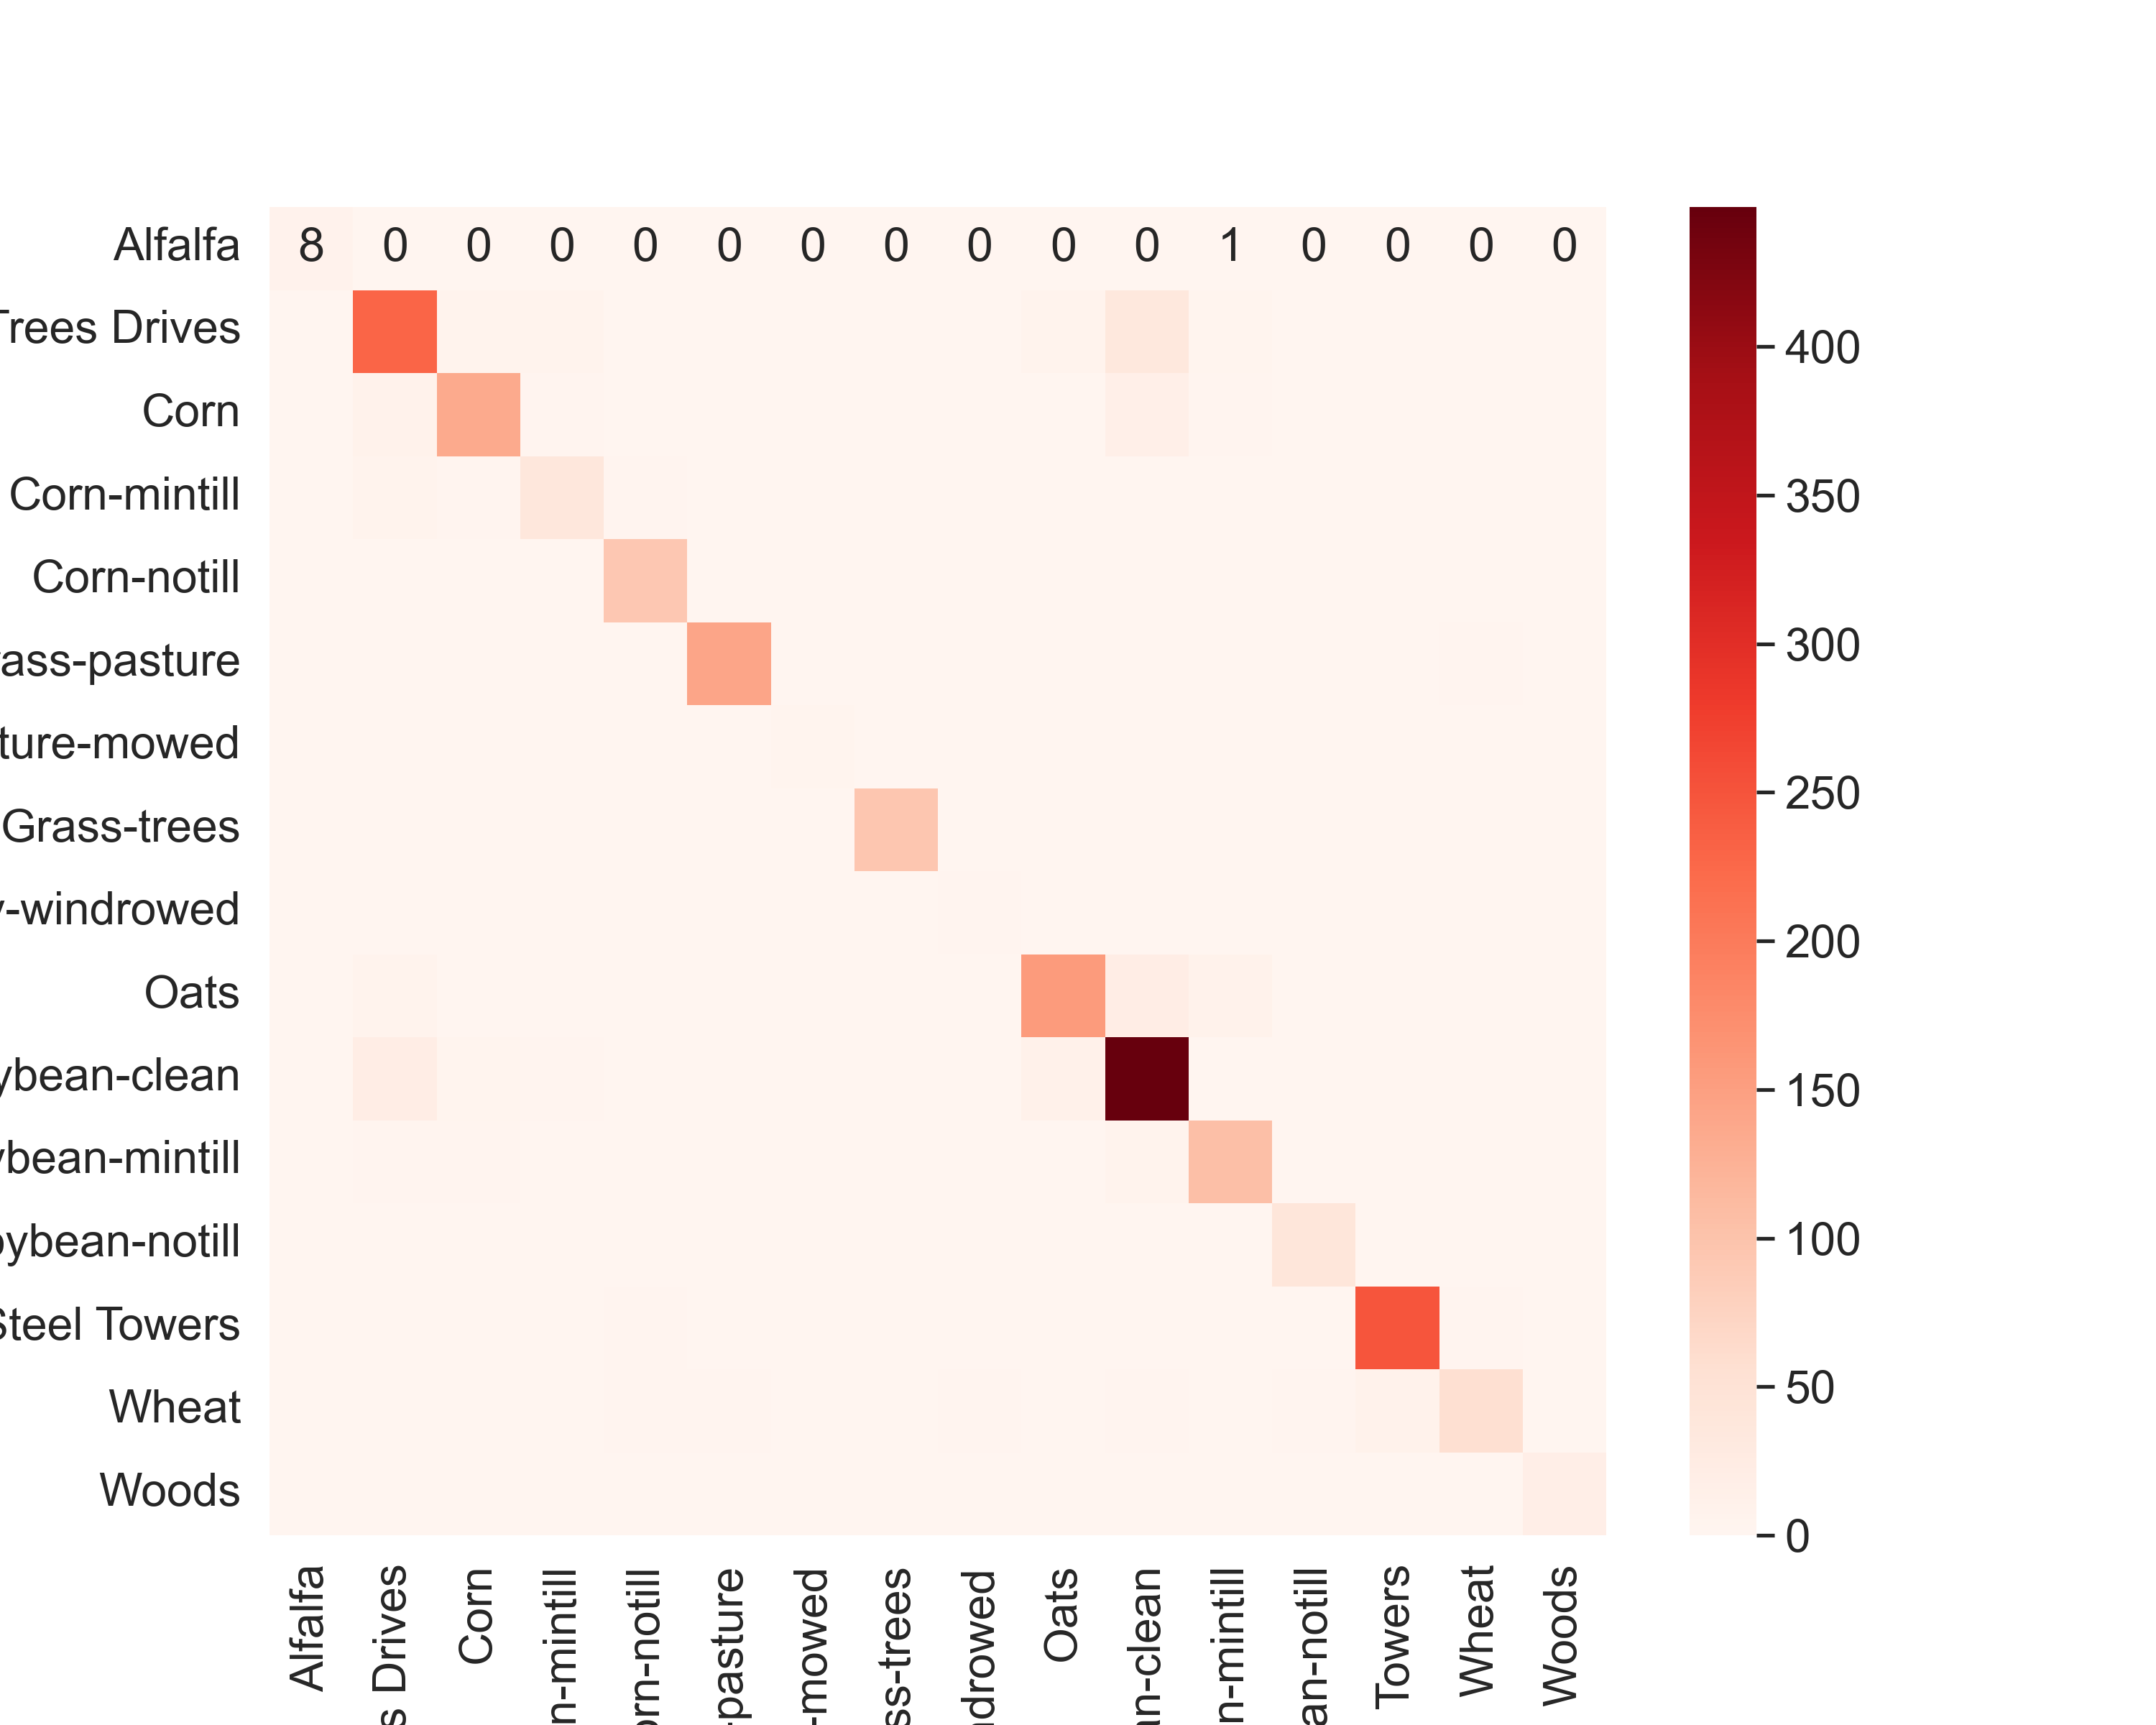 Alfalfa 8 0 0 0 0 0 0 0 0 0 0 1 0 0 0 0
Trees Drives
Corn
Corn-mintill
Corn-notill
ass-pasture
ture-mowed
Grass-trees
y-windrowed
Oats
ybean-clean
ybean-mintill
oybean-notill
Steel Towers
Wheat
Woods
Alfalfa
s Drives
Corn
n-mintill
orn-notill
-pasture
-mowed
ss-trees
ndrowed
Oats
an-clean
n-mintill
an-notill
Towers
Wheat
Woods
400
350
300
250
200
150
100
50
0